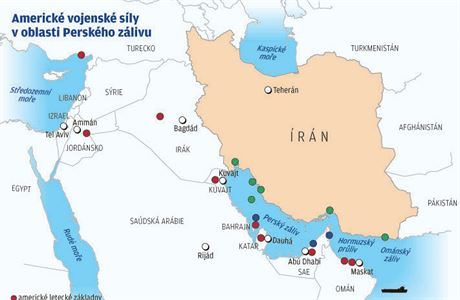 Americké vojenské síly
v oblasti Perského zálivu
TURECKO
Kaspické
moře
TURKMENISTÁN
Středozemní
moře
SÝRIE
LIBANON
IZRAEL
Ammán
Tel Aviv
JORDÁNSKO
Bagdád
IRÁK
Teherán
ÍRÁN
AFGHÁNISTÁN
EGYPT
Kuvajt
KUVAJT
PÁKISTÁN
SAÚDSKÁ ARÁBIE
BAHRAJN
Perský záliv
Rudé moře
Rijád
KATAR
Dauhá
Abú Dhabí
SAE
Hormuzský
průliv
Ománský
záliv
Maskat
OMÁN
americké letecké základny